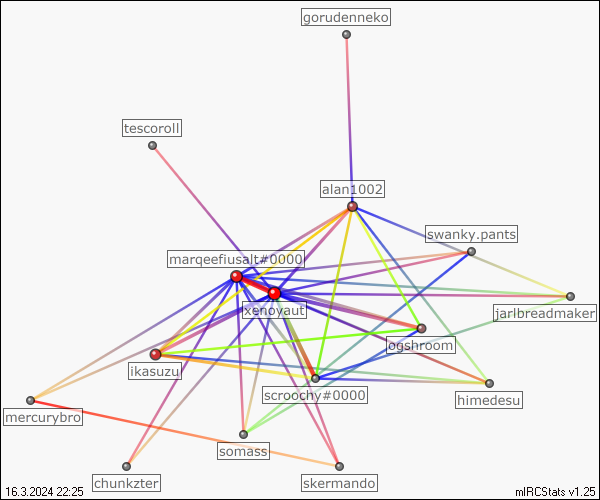 gorudenneko
tescoroll
alan1002
swanky.pants
marqeefiusalt#0000
xenoyaut
jarlbreadmaker
logshroom
ikasuzu
scroochy#0000
himedesu
mercurybro
somass
chunkzter
skermando
16.3.2024 22:25
mIRCStats v1.25